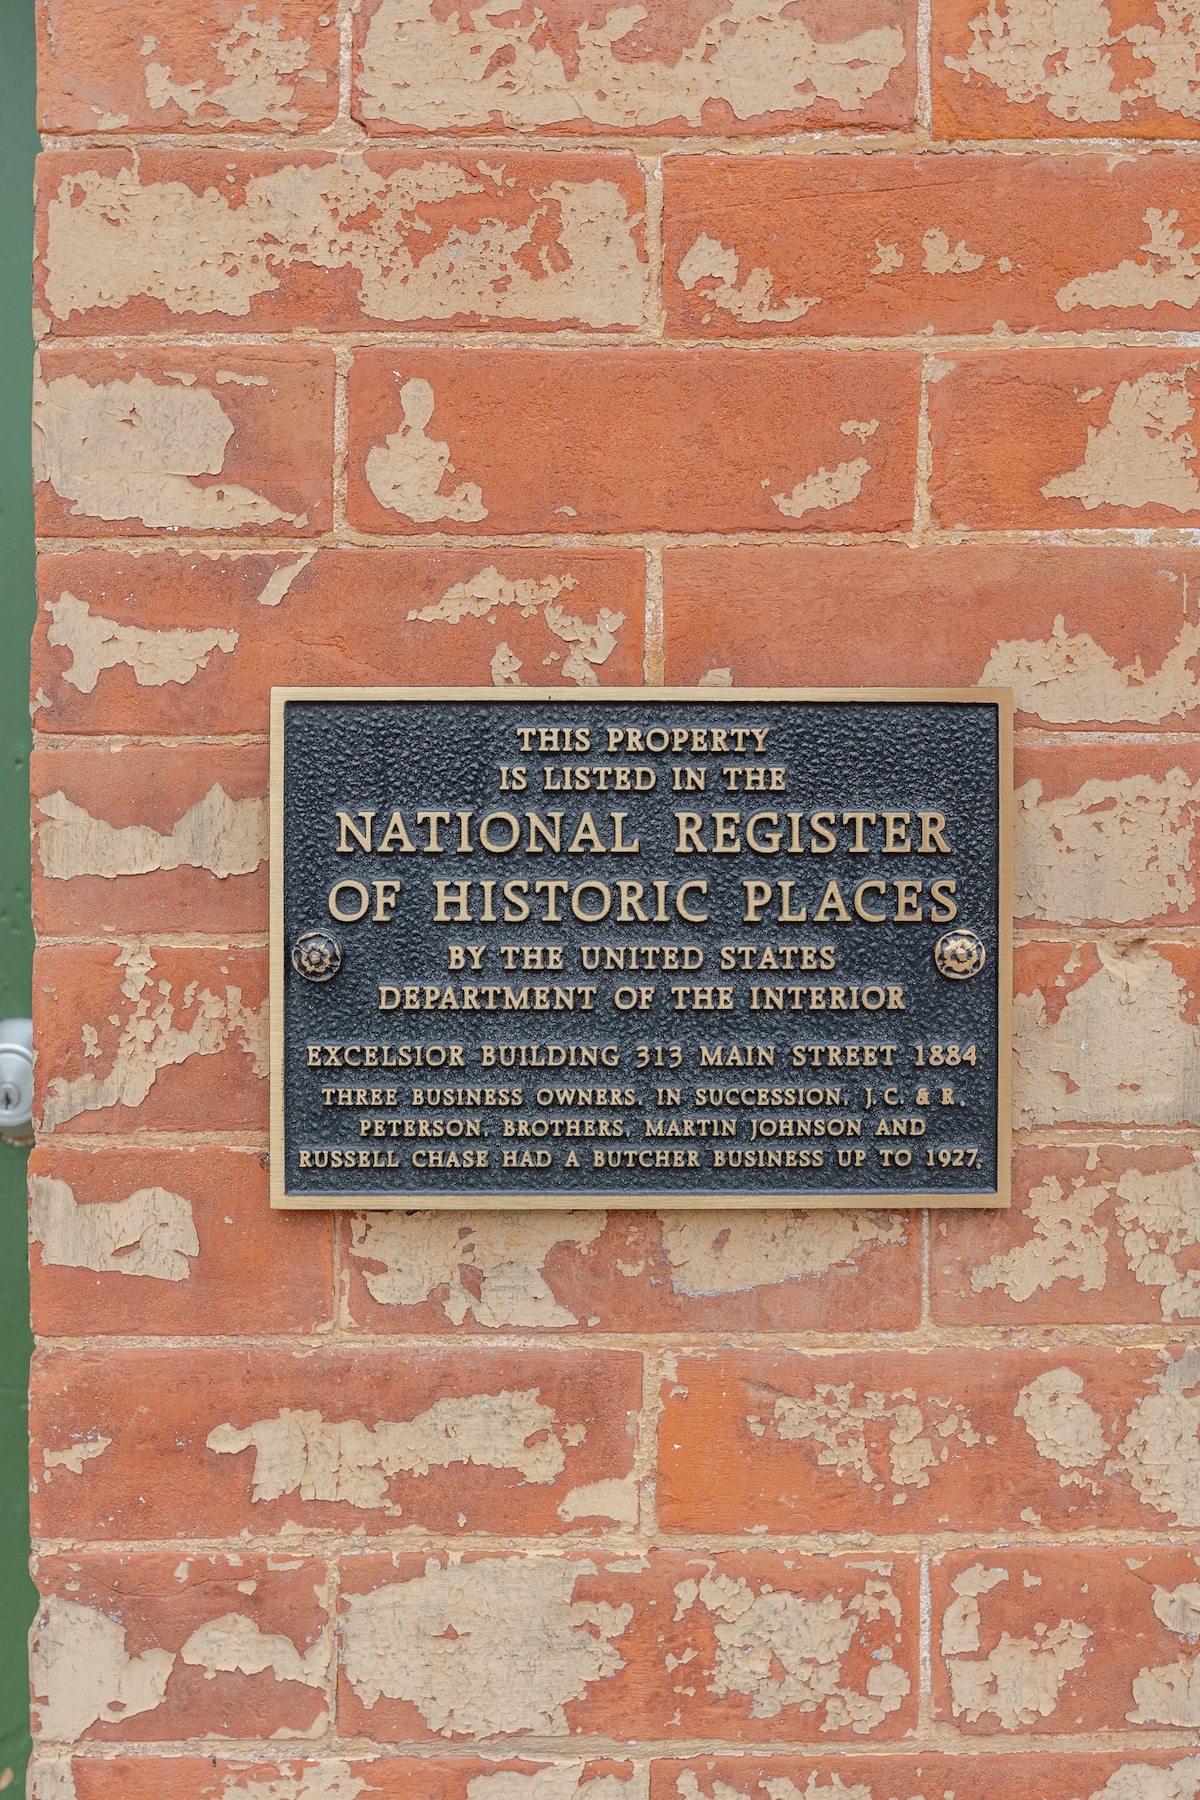 THIS PROPERTY
IS LISTED IN THE
NATIONAL REGISTER
OF HISTORIC PLACES
BY THE UNITED STATES
DEPARTMENT OF THE INTERIOR
EXCELSIOR BUILDING 313 MAIN STREET 1884
THREE BUSINESS OWNERS, IN SUCCESSION, J.C. & R.
PETERSON, BROTHERS, MARTIN JOHNSON AND
RUSSELL CHASE HAD A BUTCHER BUSINESS UP TO 1927.